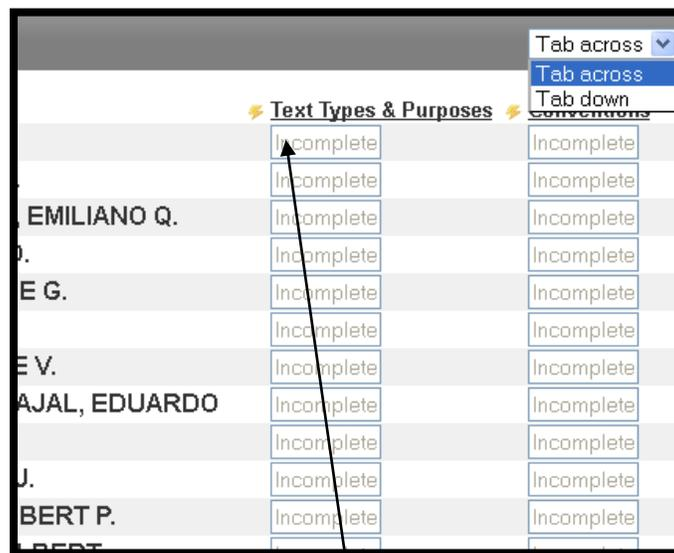 Tab across
Tab across
Tab down
Text Types & Purposes Conventions
Incomplete Incomplete
Incomplete Incomplete
, EMILIANO Q. Incomplete Incomplete
Incomplete Incomplete
E G. Incomplete Incomplete
Incomplete Incomplete
E V. Incomplete Incomplete
AJAL, EDUARDO Incomplete Incomplete
Incomplete Incomplete
J. Incomplete Incomplete
BERT P. Incomplete Incomplete